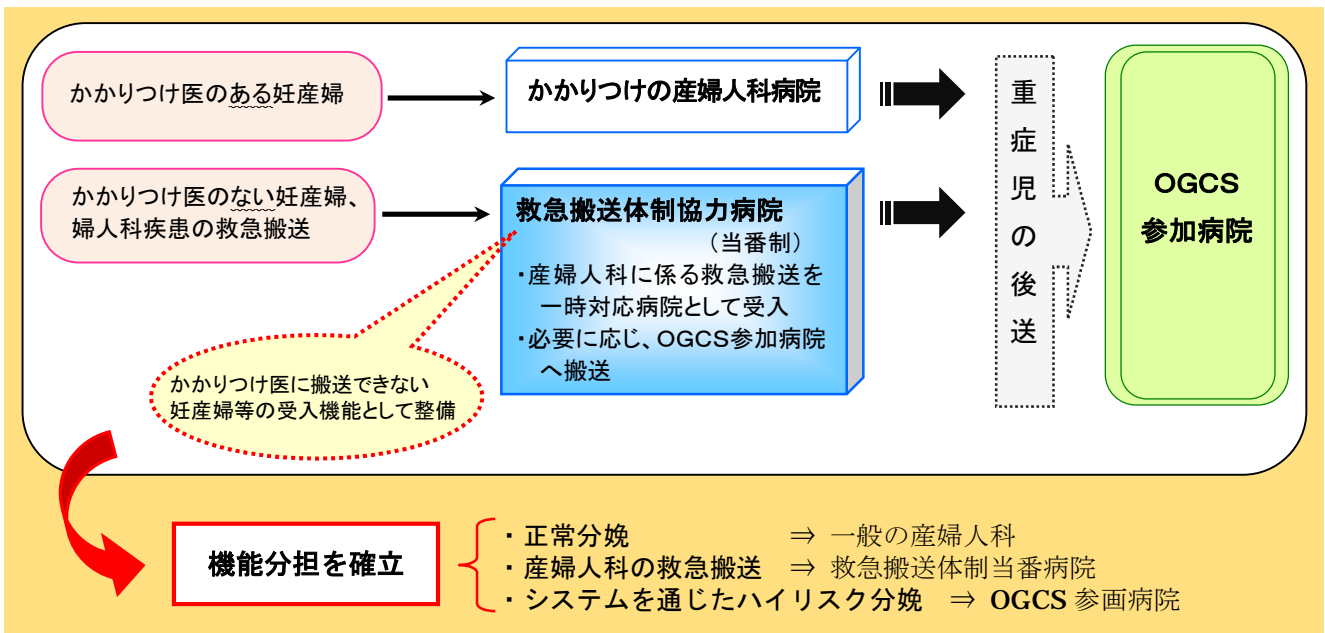 かかりつけ医のある妊産婦
かかりつけの産婦人科病院
かかりつけ医のない妊産婦、
婦人科疾患の救急搬送
救急搬送体制協力病院
（当番制）
・産婦人科に係る救急搬送を
一時対応病院として受入
・必要に応じ、ＯＧＣＳ参加病院
へ搬送
かかりつけ医に搬送できない
妊産婦等の受入機能として整備
重症児の後送
ＯＧＣＳ
参加病院
機能分担を確立
・正常分娩 ⇒ 一般の産婦人科
・産婦人科の救急搬送 ⇒ 救急搬送体制当番病院
・システムを通じたハイリスク分娩 ⇒ OGCS 参画病院